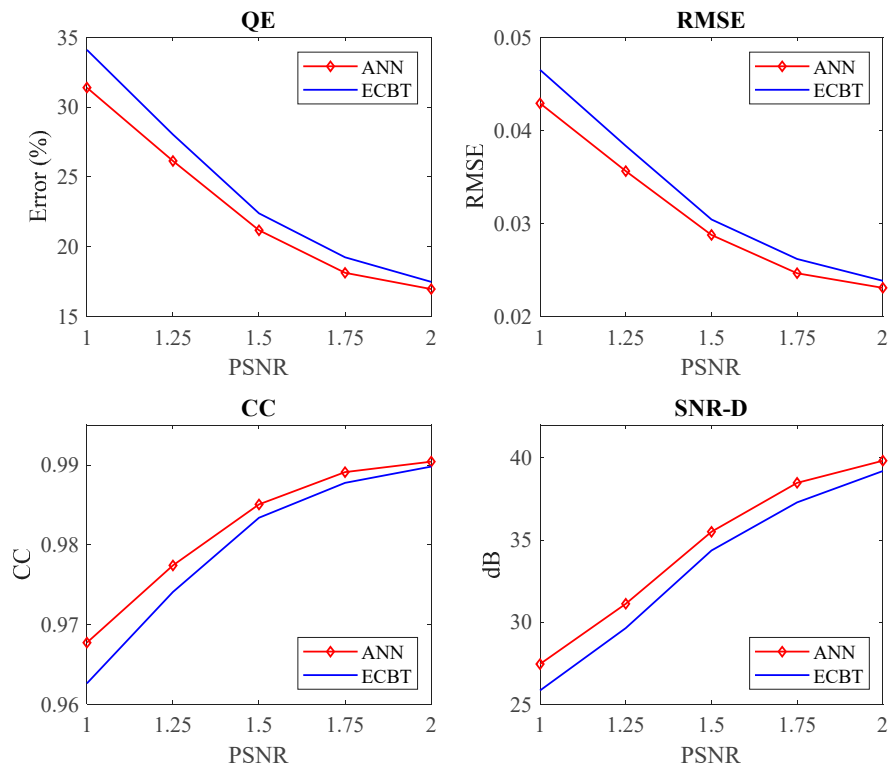 QE
35
30
25
20
15
Error (%)
ANN
ECBT
1 1.25 1.5 1.75 2
PSNR
RMSE
0.05
0.04
0.03
0.02
RMSE
ANN
ECBT
1 1.25 1.5 1.75 2
PSNR
CC
0.99
0.98
0.97
0.96
CC
ANN
ECBT
1 1.25 1.5 1.75 2
PSNR
SNR-D
40
35
30
25
dB
ANN
ECBT
1 1.25 1.5 1.75 2
PSNR